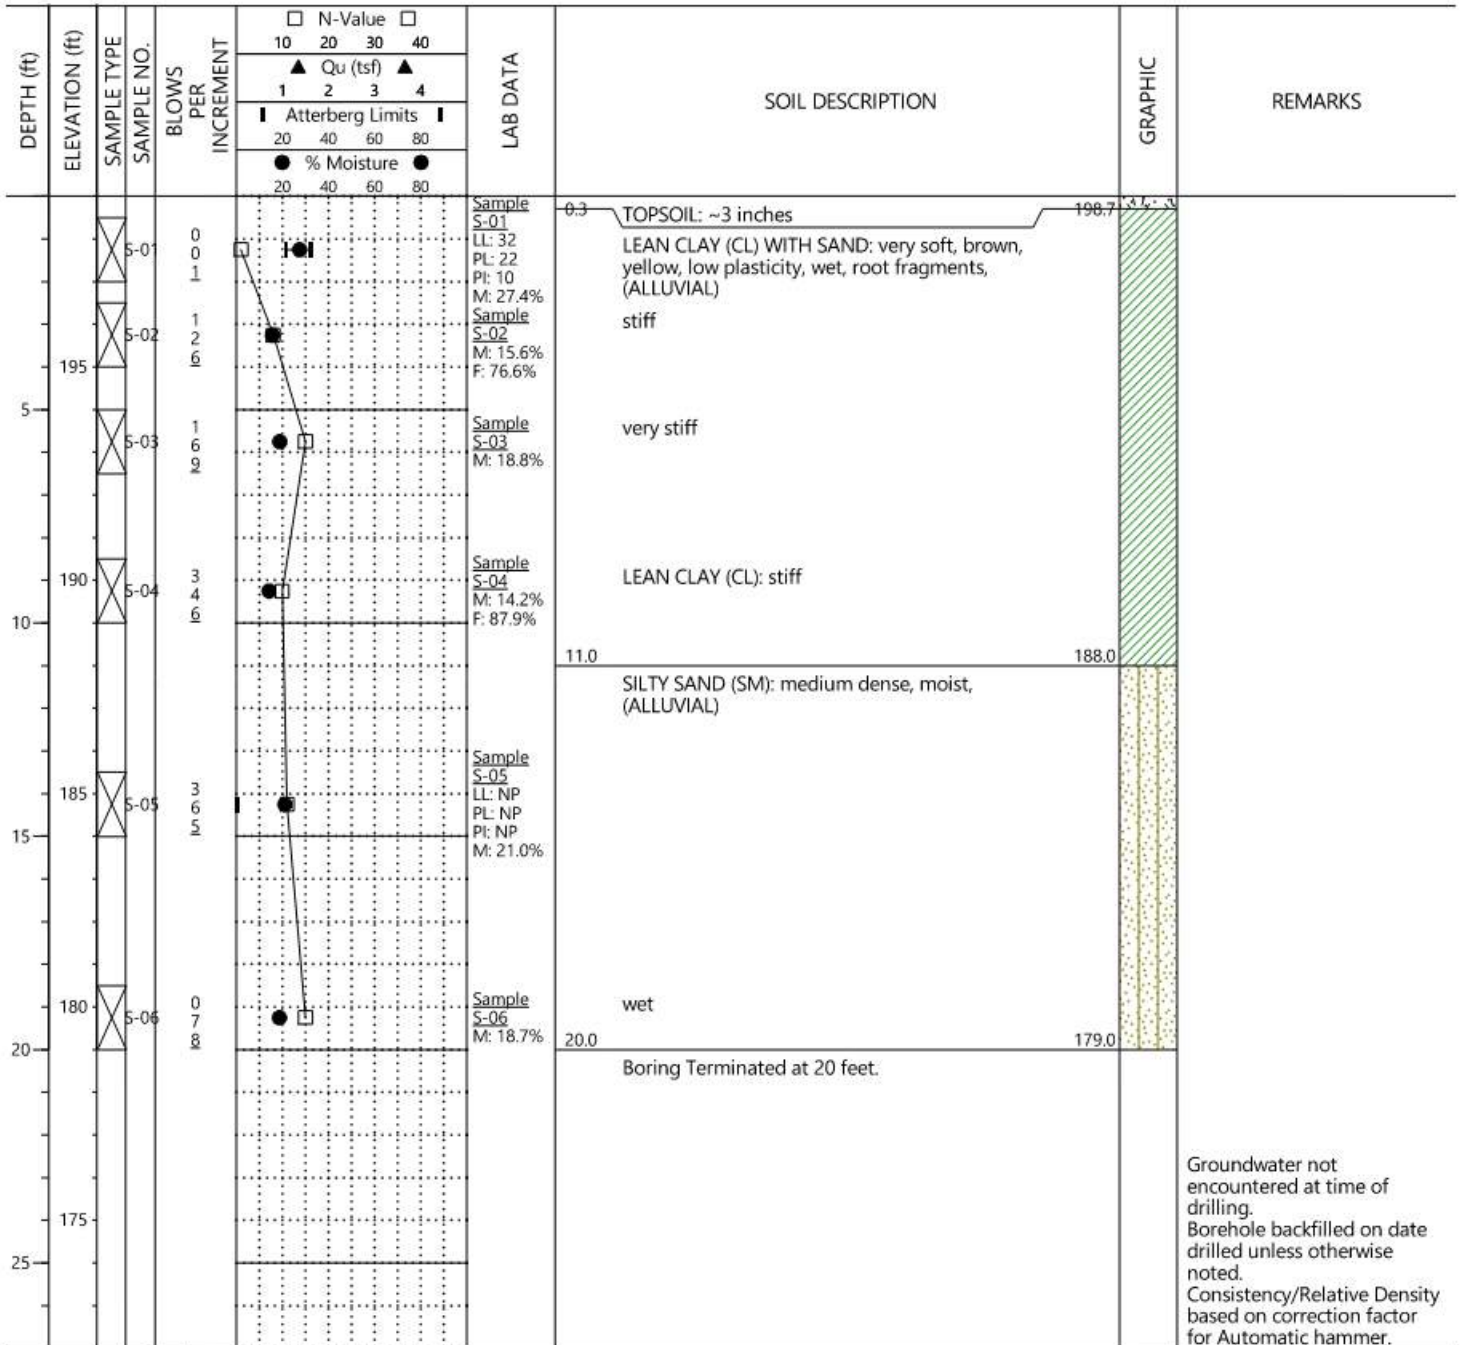 DEPTH (ft)
ELEVATION (ft)
SAMPLE TYPE
SAMPLE NO.
BLOWS
PER
INCREMENT
N-Value
10 20 30 40
Qu (tsf)
1 2 3 4
Atterberg Limits
20 40 60 80
% Moisture
20 40 60 80
LAB DATA
SOIL DESCRIPTION
GRAPHIC
REMARKS
0.3
TOPSOIL: ~3 inches
198.7
S-01
0
0
1
Sample
S-01
LL: 32
PL: 22
PI: 10
M: 27.4%
LEAN CLAY (CL) WITH SAND: very soft, brown,
yellow, low plasticity, wet, root fragments,
(ALLUVIAL)
S-02
1
2
6
Sample
S-02
M: 15.6%
F: 76.6%
stiff
195
5
S-03
1
6
9
Sample
S-03
M: 18.8%
very stiff
190
S-04
3
4
6
Sample
S-04
M: 14.2%
F: 87.9%
LEAN CLAY (CL): stiff
10
11.0
188.0
SILTY SAND (SM): medium dense, moist,
(ALLUVIAL)
185
S-05
3
6
5
Sample
S-05
LL: NP
PL: NP
PI: NP
M: 21.0%
15
180
S-06
0
7
8
Sample
S-06
M: 18.7%
wet
20
20.0
179.0
Boring Terminated at 20 feet.
175
25
Groundwater not
encountered at time of
drilling.
Borehole backfilled on date
drilled unless otherwise
noted.
Consistency/Relative Density
based on correction factor
for Automatic hammer.